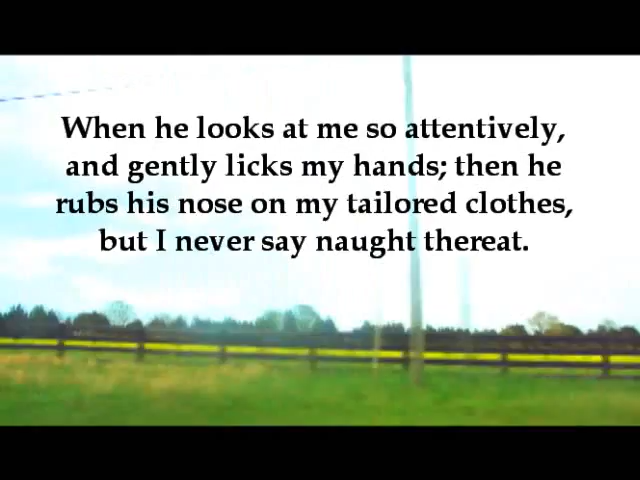 When he looks at me so attentively,
and gently licks my hands; then he
rubs his nose on my tailored clothes,
but I never say naught thereat.